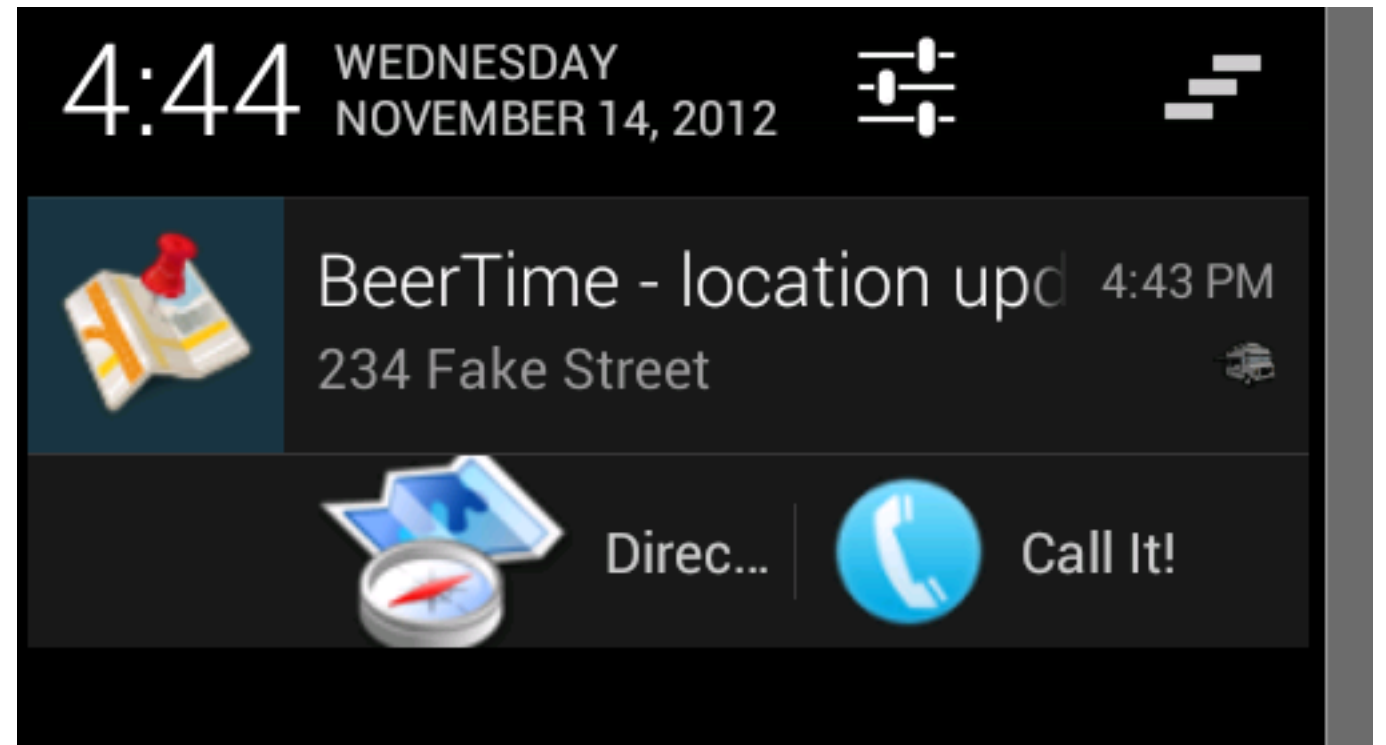 4:44
WEDNESDAY
NOVEMBER 14, 2012
BeerTime - location upd
4:43 PM
234 Fake Street
Direc...
Call It!